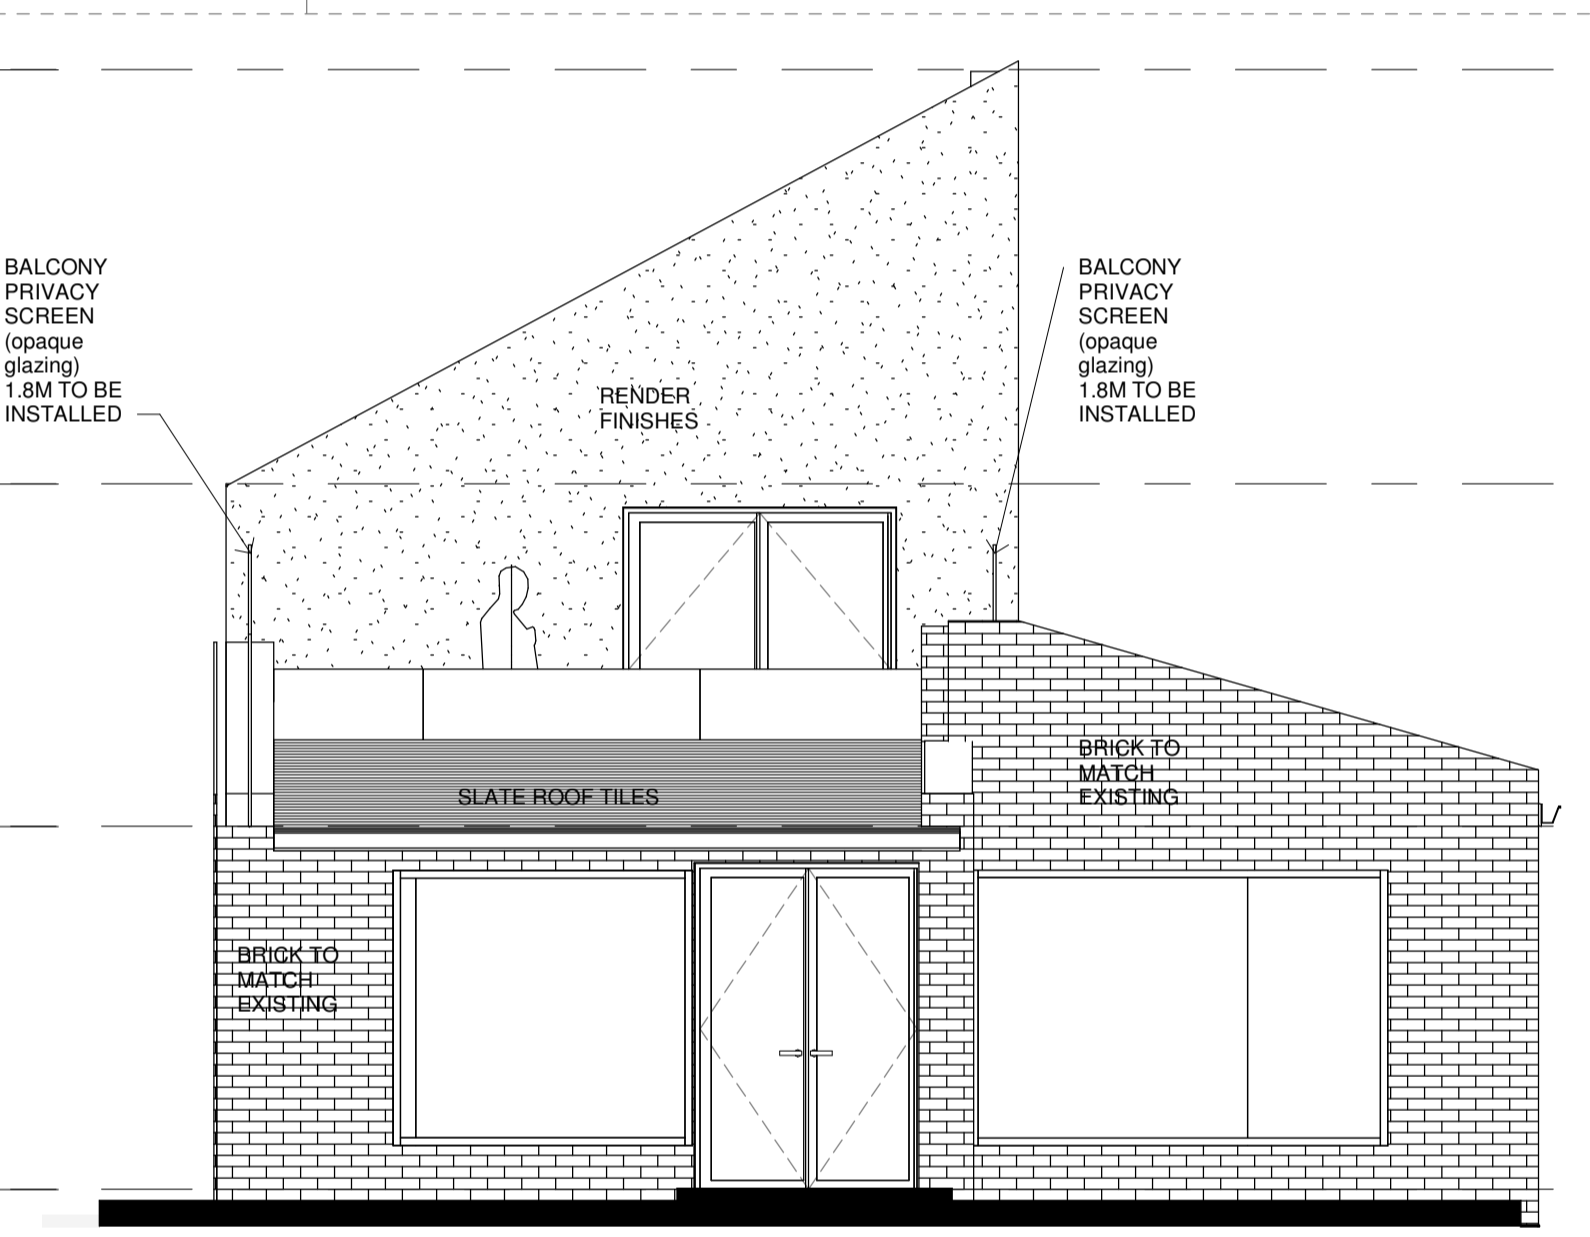 BALCONY
PRIVACY
SCREEN
(opaque
glazing)
1.8M TO BE
INSTALLED
RENDER
FINISHES
BALCONY
PRIVACY
SCREEN
(opaque
glazing)
1.8M TO BE
INSTALLED
BRICK TO
MATCH
EXISTING
SLATE ROOF TILES
BRICK TO
MATCH
EXISTING